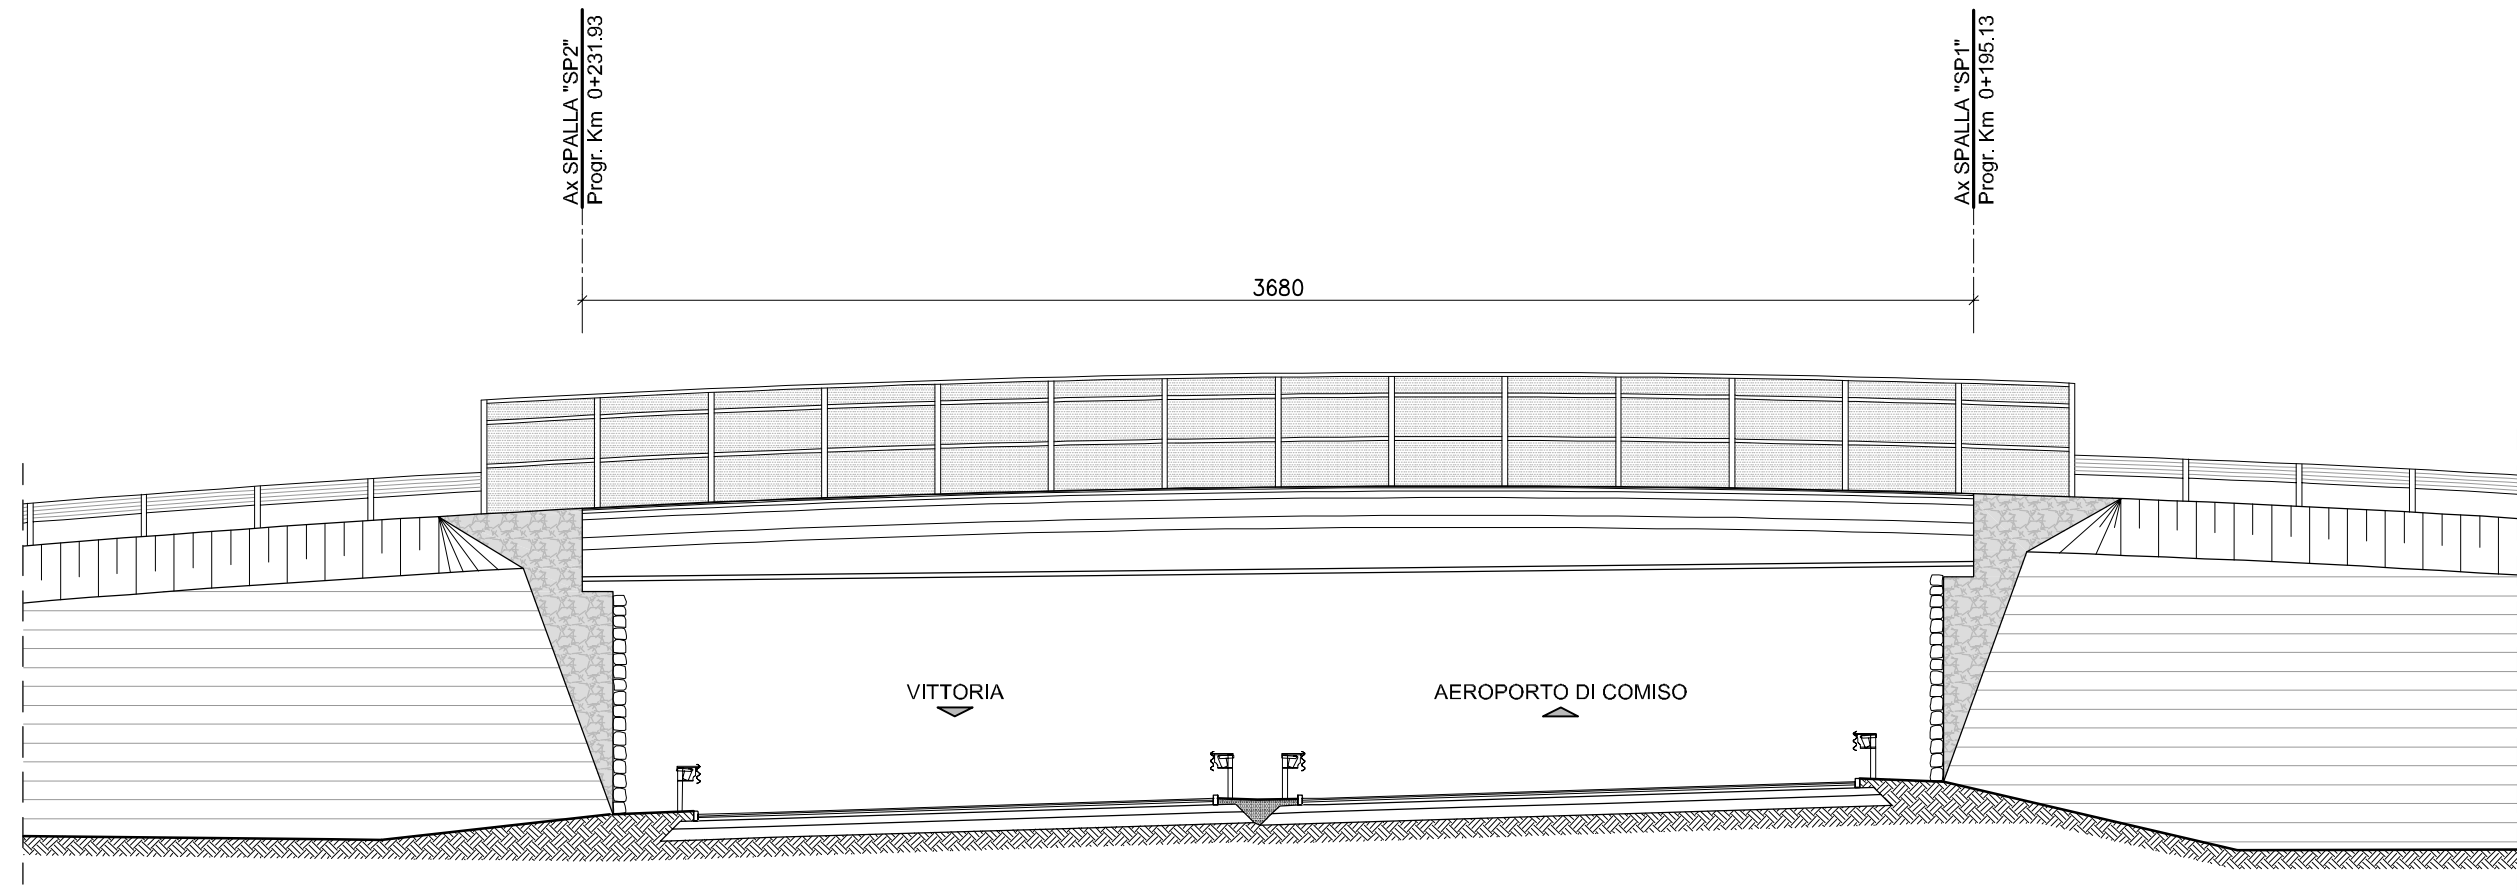 Ax SPALLA "SP2"
Progr. Km 0+231.93
Ax SPALLA "SP1"
Progr. Km 0+195.13
3680
VITTORIA
AEROPORTO DI COMISO